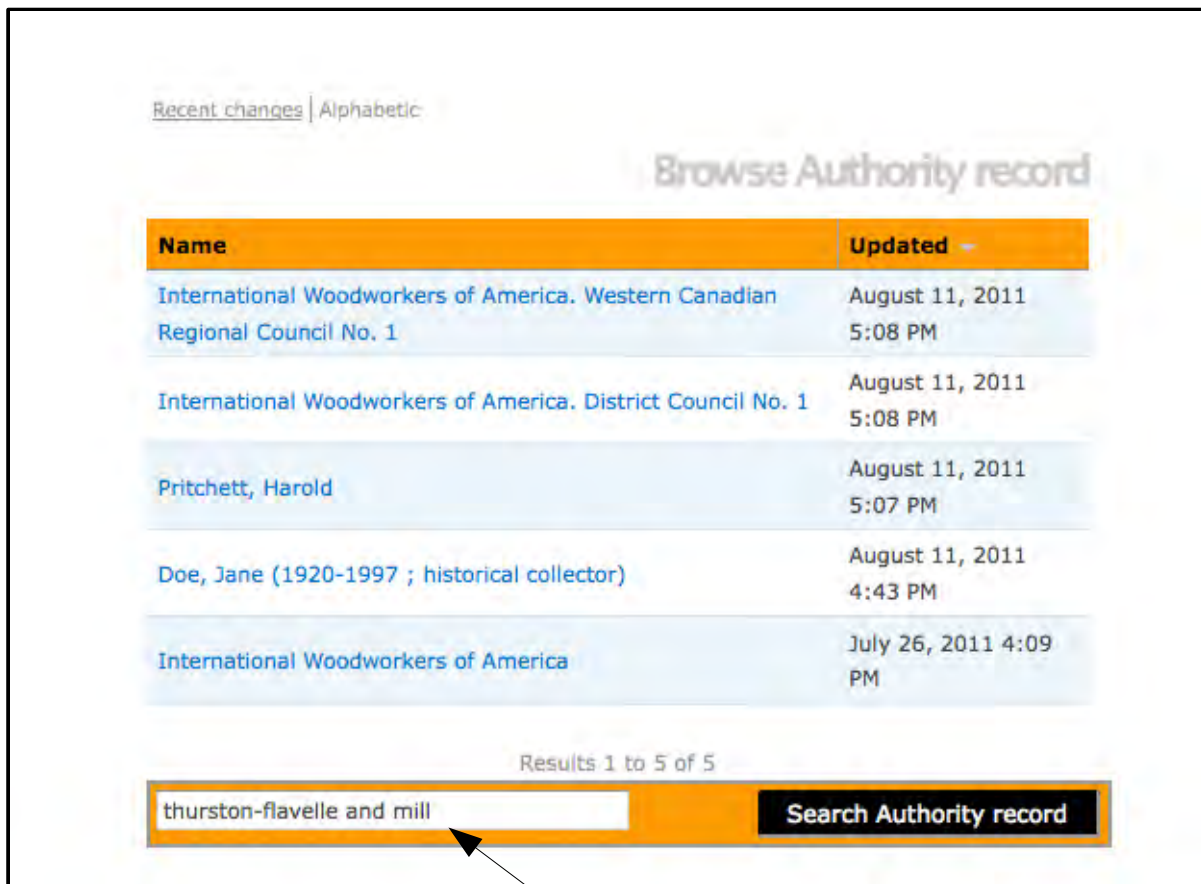 Recent changes | Alphabetic
Browse Authority record
Name Updated
International Woodworkers of America. Western Canadian
Regional Council No. 1
August 11, 2011
5:08 PM
International Woodworkers of America. District Council No. 1
August 11, 2011
5:08 PM
Pritchett, Harold
August 11, 2011
5:07 PM
Doe, Jane (1920-1997 ; historical collector)
August 11, 2011
4:43 PM
International Woodworkers of America
July 26, 2011 4:09
PM
Results 1 to 5 of 5
thurston-flavelle and mill Search Authority record